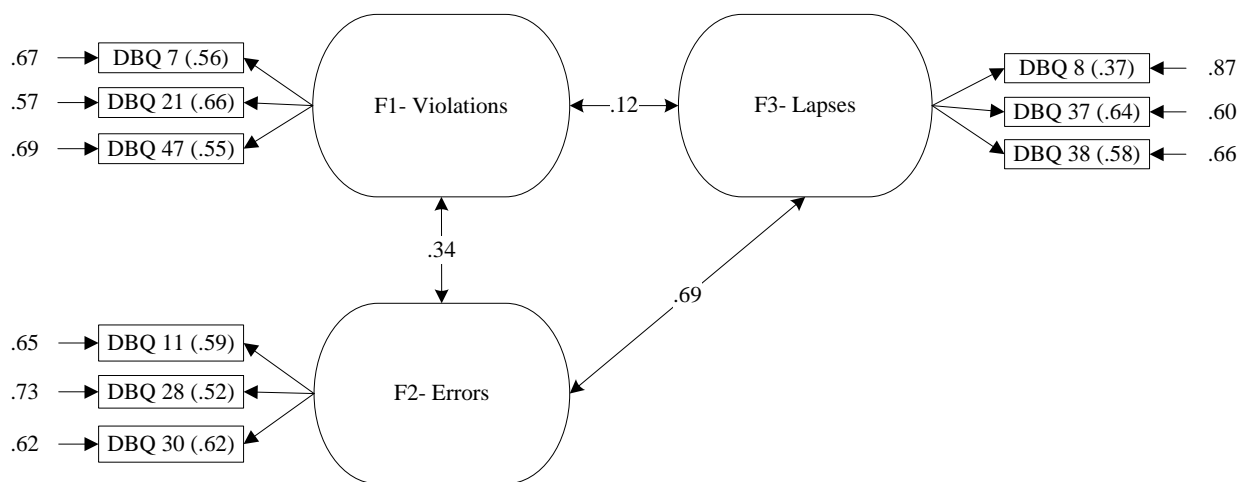 .67 DBQ 7 (.56)
.57 DBQ 21 (.66)
.69 DBQ 47 (.55)
F1- Violations
.12
F3- Lapses
DBQ 8 (.37) .87
DBQ 37 (.64) .60
DBQ 38 (.58) .66
.34
.69
.65 DBQ 11 (.59)
.73 DBQ 28 (.52)
.62 DBQ 30 (.62)
F2- Errors